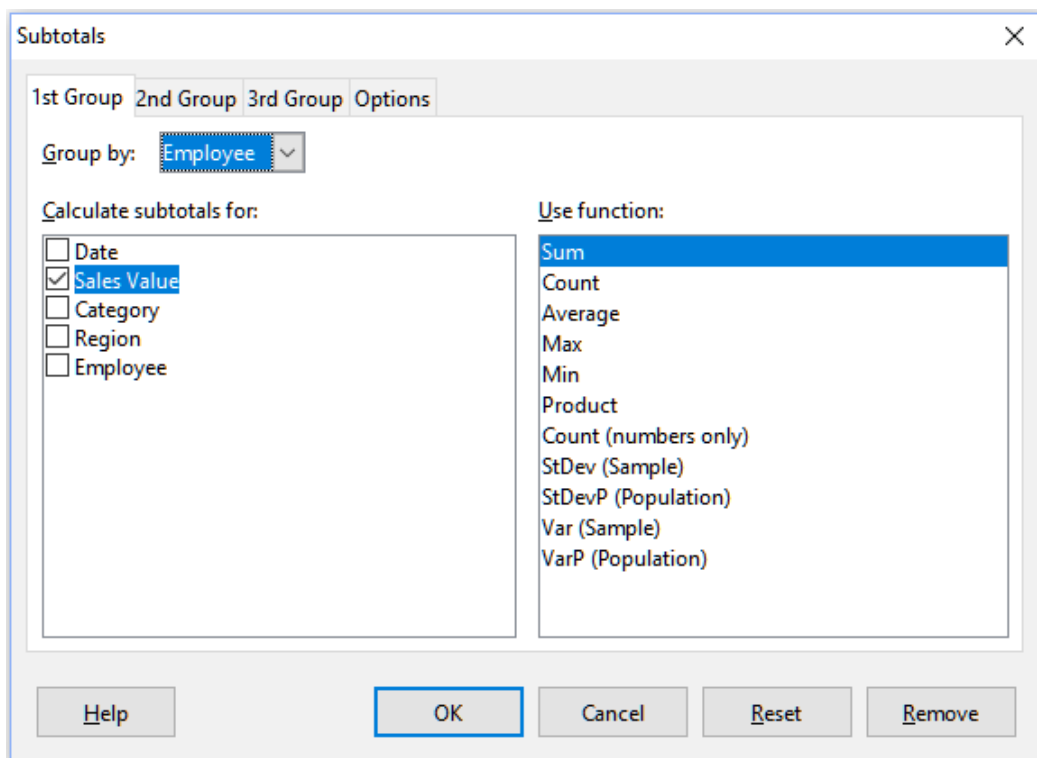 Subtotals
1st Group 2nd Group 3rd Group Options
Group by: Employee
Calculate subtotals for:
Date
Sales Value
Category
Region
Employee
Use function:
Sum
Count
Average
Max
Min
Product
Count (numbers only)
StDev (Sample)
StDevP (Population)
Var (Sample)
VarP (Population)
Help OK Cancel Reset Remove